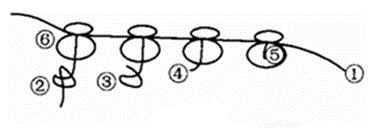 ⑥ ⑤
② ③ ④ ①